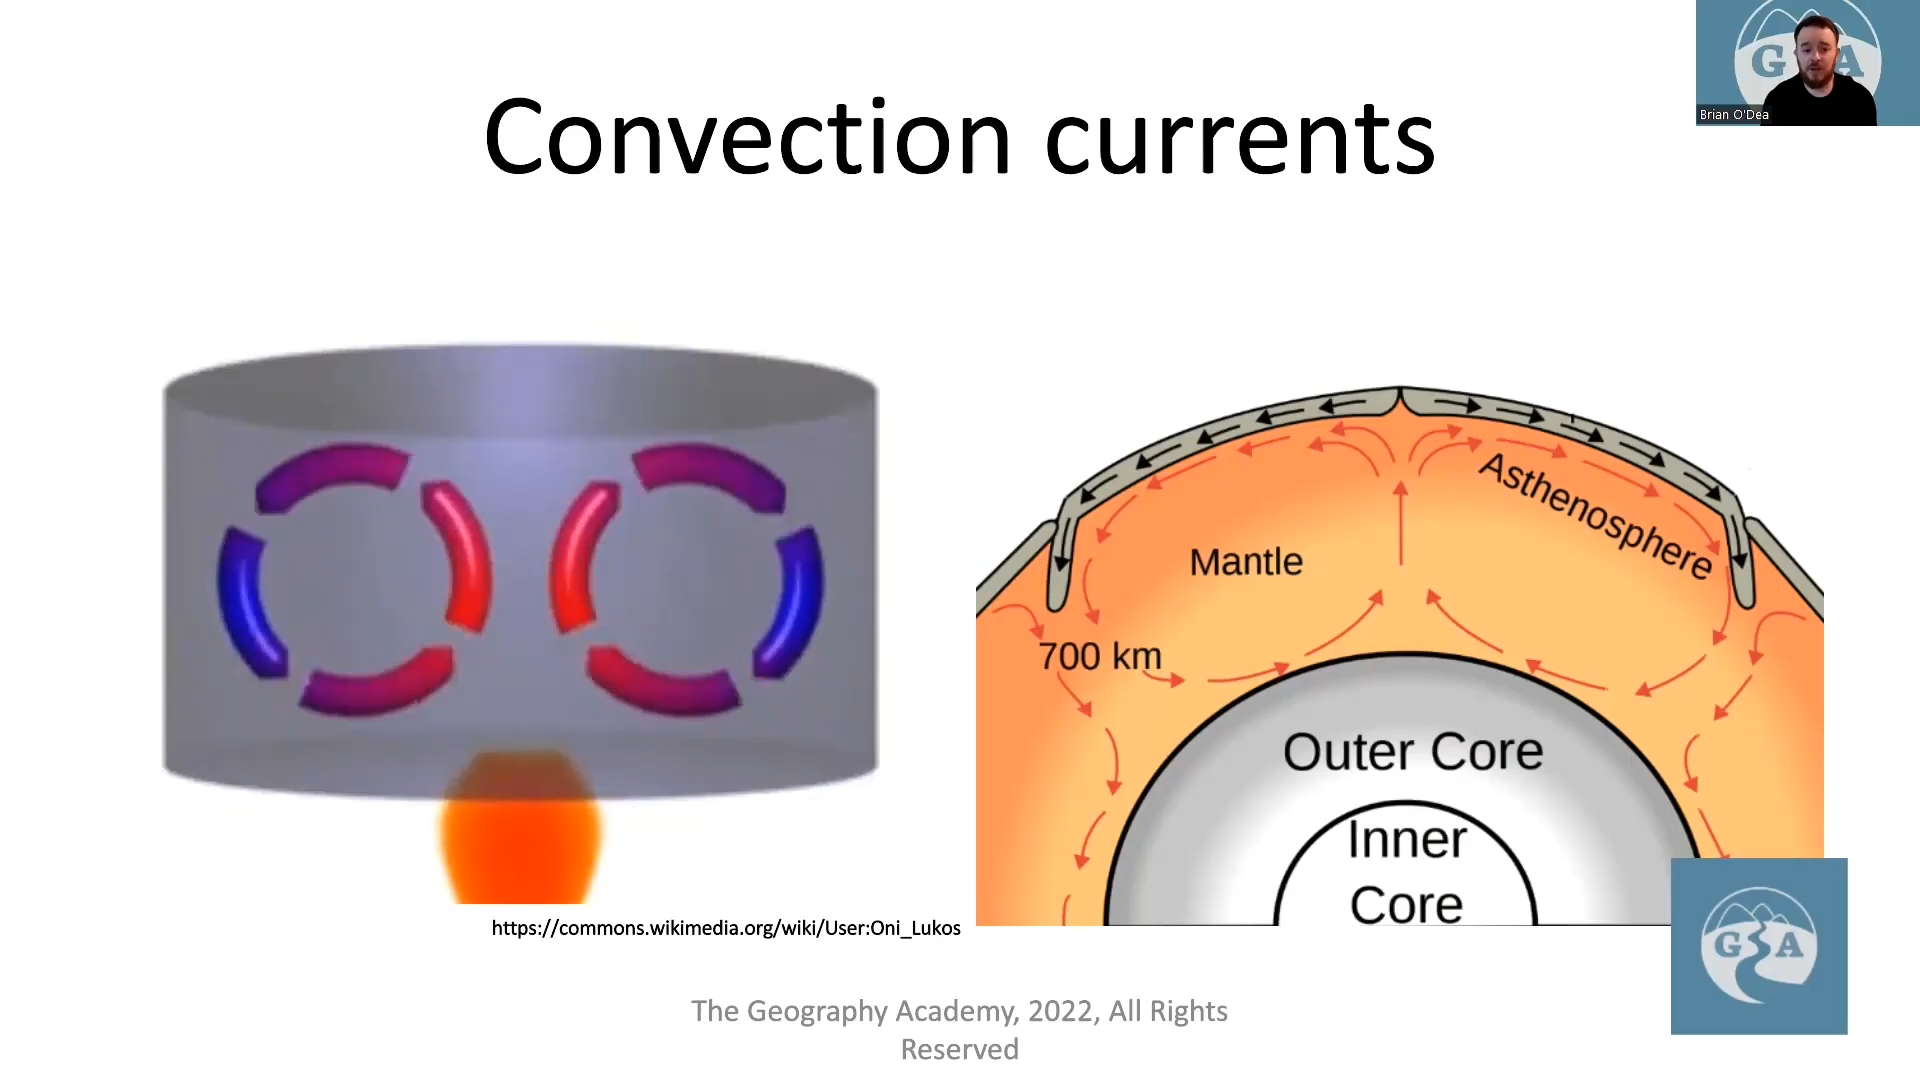 G A
Brian O'Dea
Convection currents
Asthenosphere
Mantle
700 km
Outer Core
Inner
Core
https://commons.wikimedia.org/wiki/User:Oni_Lukos
G A
The Geography Academy, 2022, All Rights
Reserved